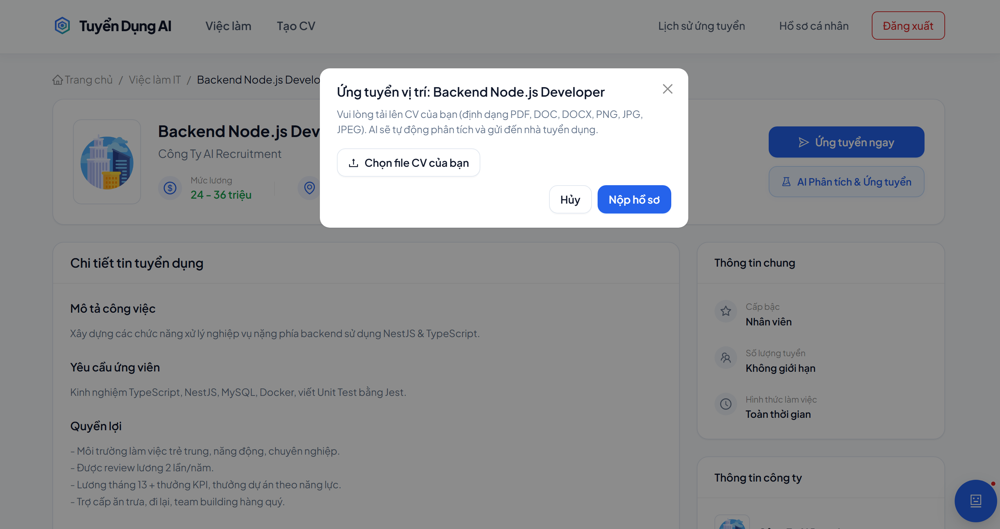 Tuyển Dụng AI
Việc làm
Tạo CV
Lịch sử ứng tuyển
Hồ sơ cá nhân
Đăng xuất
Trang chủ / Việc làm IT / Backend Node.js Develo
Ứng tuyển vị trí: Backend Node.js Developer
Vui lòng tải lên CV của bạn (định dạng PDF, DOC, DOCX, PNG, JPG,
JPEG). AI sẽ tự động phân tích và gửi đến nhà tuyển dụng.
Chọn file CV của bạn
Hủy
Nộp hồ sơ
Backend Node.js Dev
Công Ty AI Recruitment
Mức lương
24 - 36 triệu
Ứng tuyển ngay
AI Phân tích & Ứng tuyển
Chi tiết tin tuyển dụng
Mô tả công việc
Xây dựng các chức năng xử lý nghiệp vụ nặng phía backend sử dụng NestJS & TypeScript.
Yêu cầu ứng viên
Kinh nghiệm TypeScript, NestJS, MySQL, Docker, viết Unit Test bằng Jest.
Quyền lợi
- Môi trường làm việc trẻ trung, năng động, chuyên nghiệp.
- Được review lương 2 lần/năm.
- Lương tháng 13 + thưởng KPI, thưởng dự án theo năng lực.
- Trợ cấp ăn trưa, đi lại, team building hàng quý.
Thông tin chung
Cấp bậc
Nhân viên
Số lượng tuyển
Không giới hạn
Hình thức làm việc
Toàn thời gian
Thông tin công ty